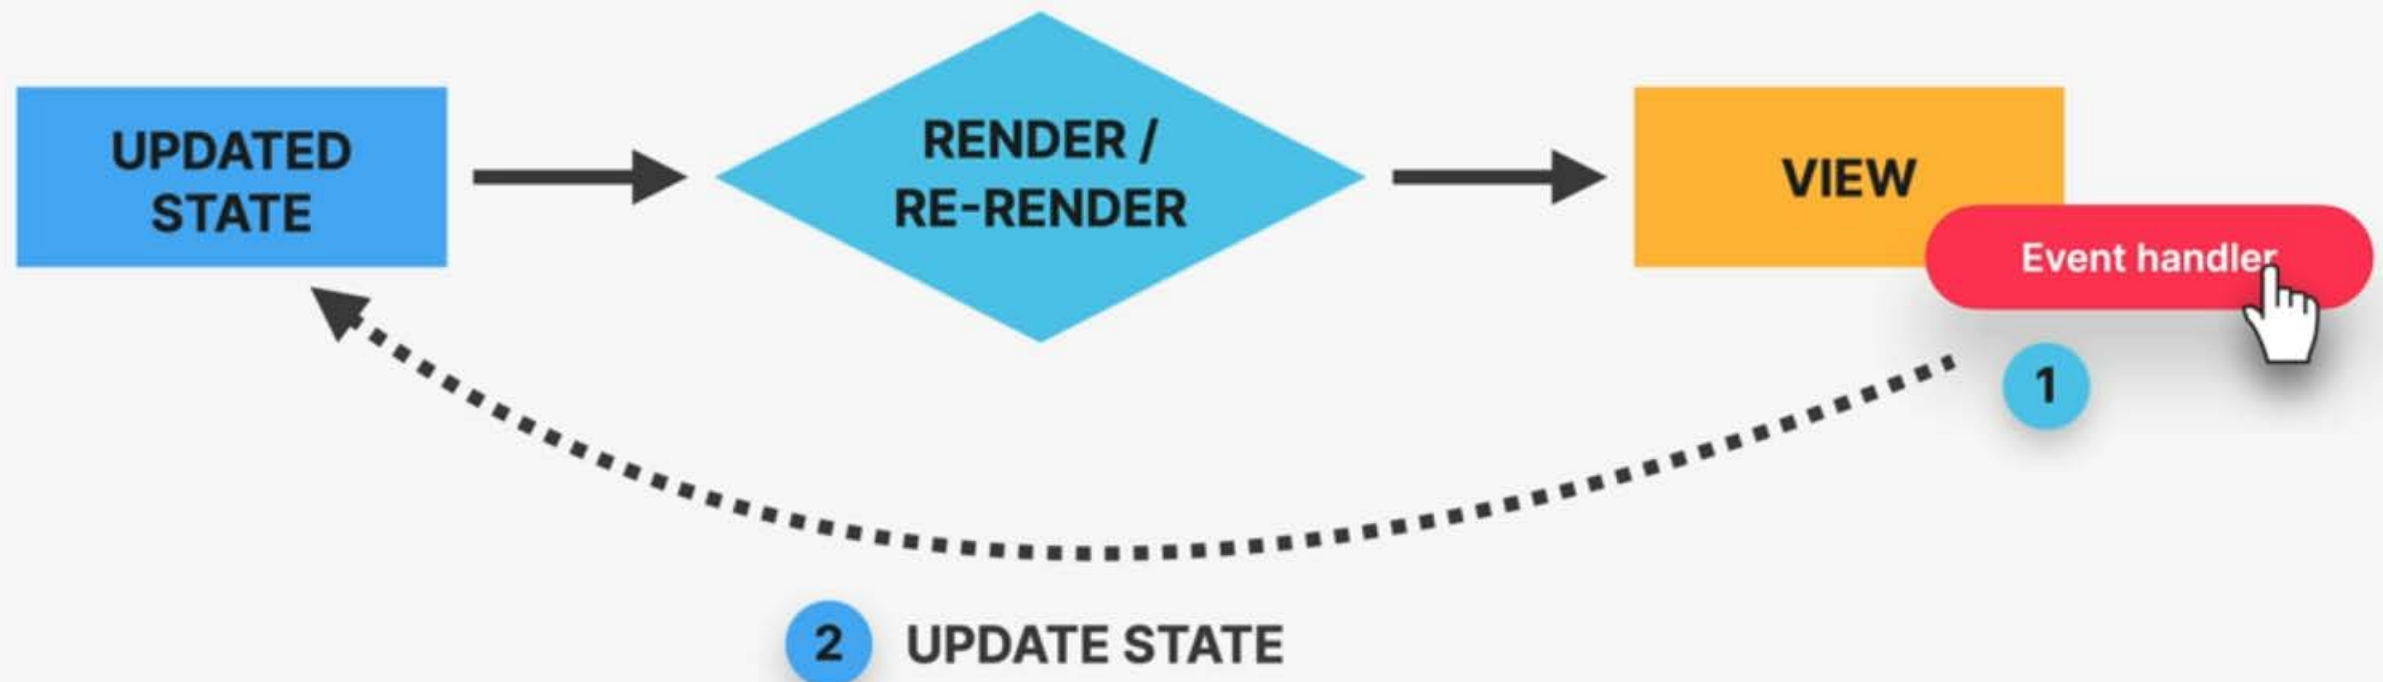 UPDATED
STATE
RENDER /
RE-RENDER
VIEW
Event handler
1
2 UPDATE STATE